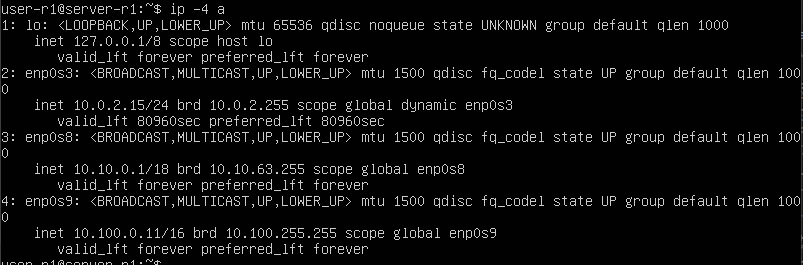 user-r1@server-r1:~$ ip -4 a
1: lo: <LOOPBACK,UP,LOWER_UP> mtu 65536 qdisc noqueue state UNKNOWN group default qlen 1000
    inet 127.0.0.1/8 scope host lo
       valid_lft forever preferred_lft forever
2: enp0s3: <BROADCAST,MULTICAST,UP,LOWER_UP> mtu 1500 qdisc fq_codel state UP group default qlen 100
0
    inet 10.0.2.15/24 brd 10.0.2.255 scope global dynamic enp0s3
       valid_lft 80960sec preferred_lft 80960sec
3: enp0s8: <BROADCAST,MULTICAST,UP,LOWER_UP> mtu 1500 qdisc fq_codel state UP group default qlen 100
0
    inet 10.10.0.1/18 brd 10.10.63.255 scope global enp0s8
       valid_lft forever preferred_lft forever
4: enp0s9: <BROADCAST,MULTICAST,UP,LOWER_UP> mtu 1500 qdisc fq_codel state UP group default qlen 100
0
    inet 10.100.0.11/16 brd 10.100.255.255 scope global enp0s9
       valid_lft forever preferred_lft forever
user-r1@server-r1:~$